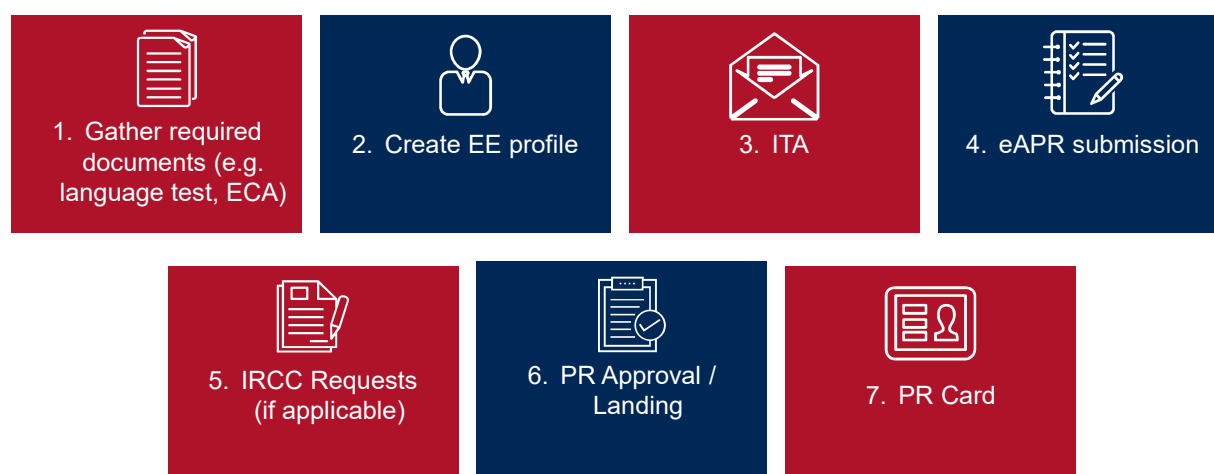 1. Gather required
documents (e.g.
language test, ECA)
2. Create EE profile
3. ITA
4. eAPR submission
5. IRCC Requests
(if applicable)
6. PR Approval /
Landing
7. PR Card